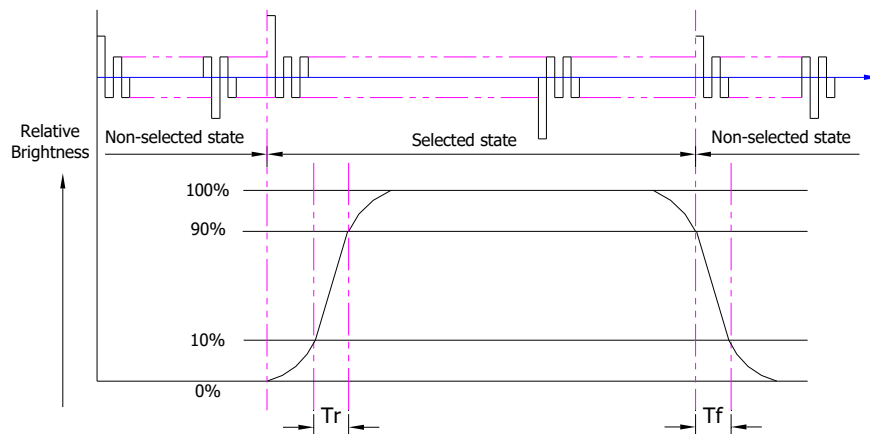 Relative
Brightness
Non-selected state
Selected state
Non-selected state
100%
90%
10%
0%
Tr
Tf